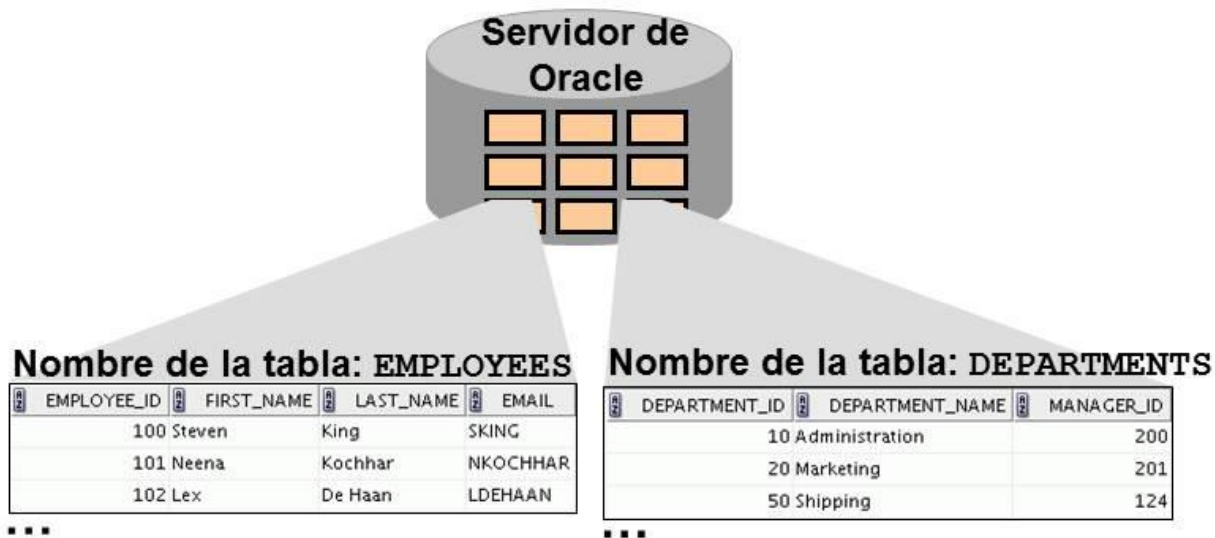 Servidor de
Oracle
Nombre de la tabla: EMPLOYEES
EMPLOYEE_ID FIRST_NAME LAST_NAME EMAIL
100 Steven King SKING
101 Neena Kochhar NKOCHHAR
102 Lex De Haan LDEHAAN
...
Nombre de la tabla: DEPARTMENTS
DEPARTMENT_ID DEPARTMENT_NAME MANAGER_ID
10 Administration 200
20 Marketing 201
50 Shipping 124
...